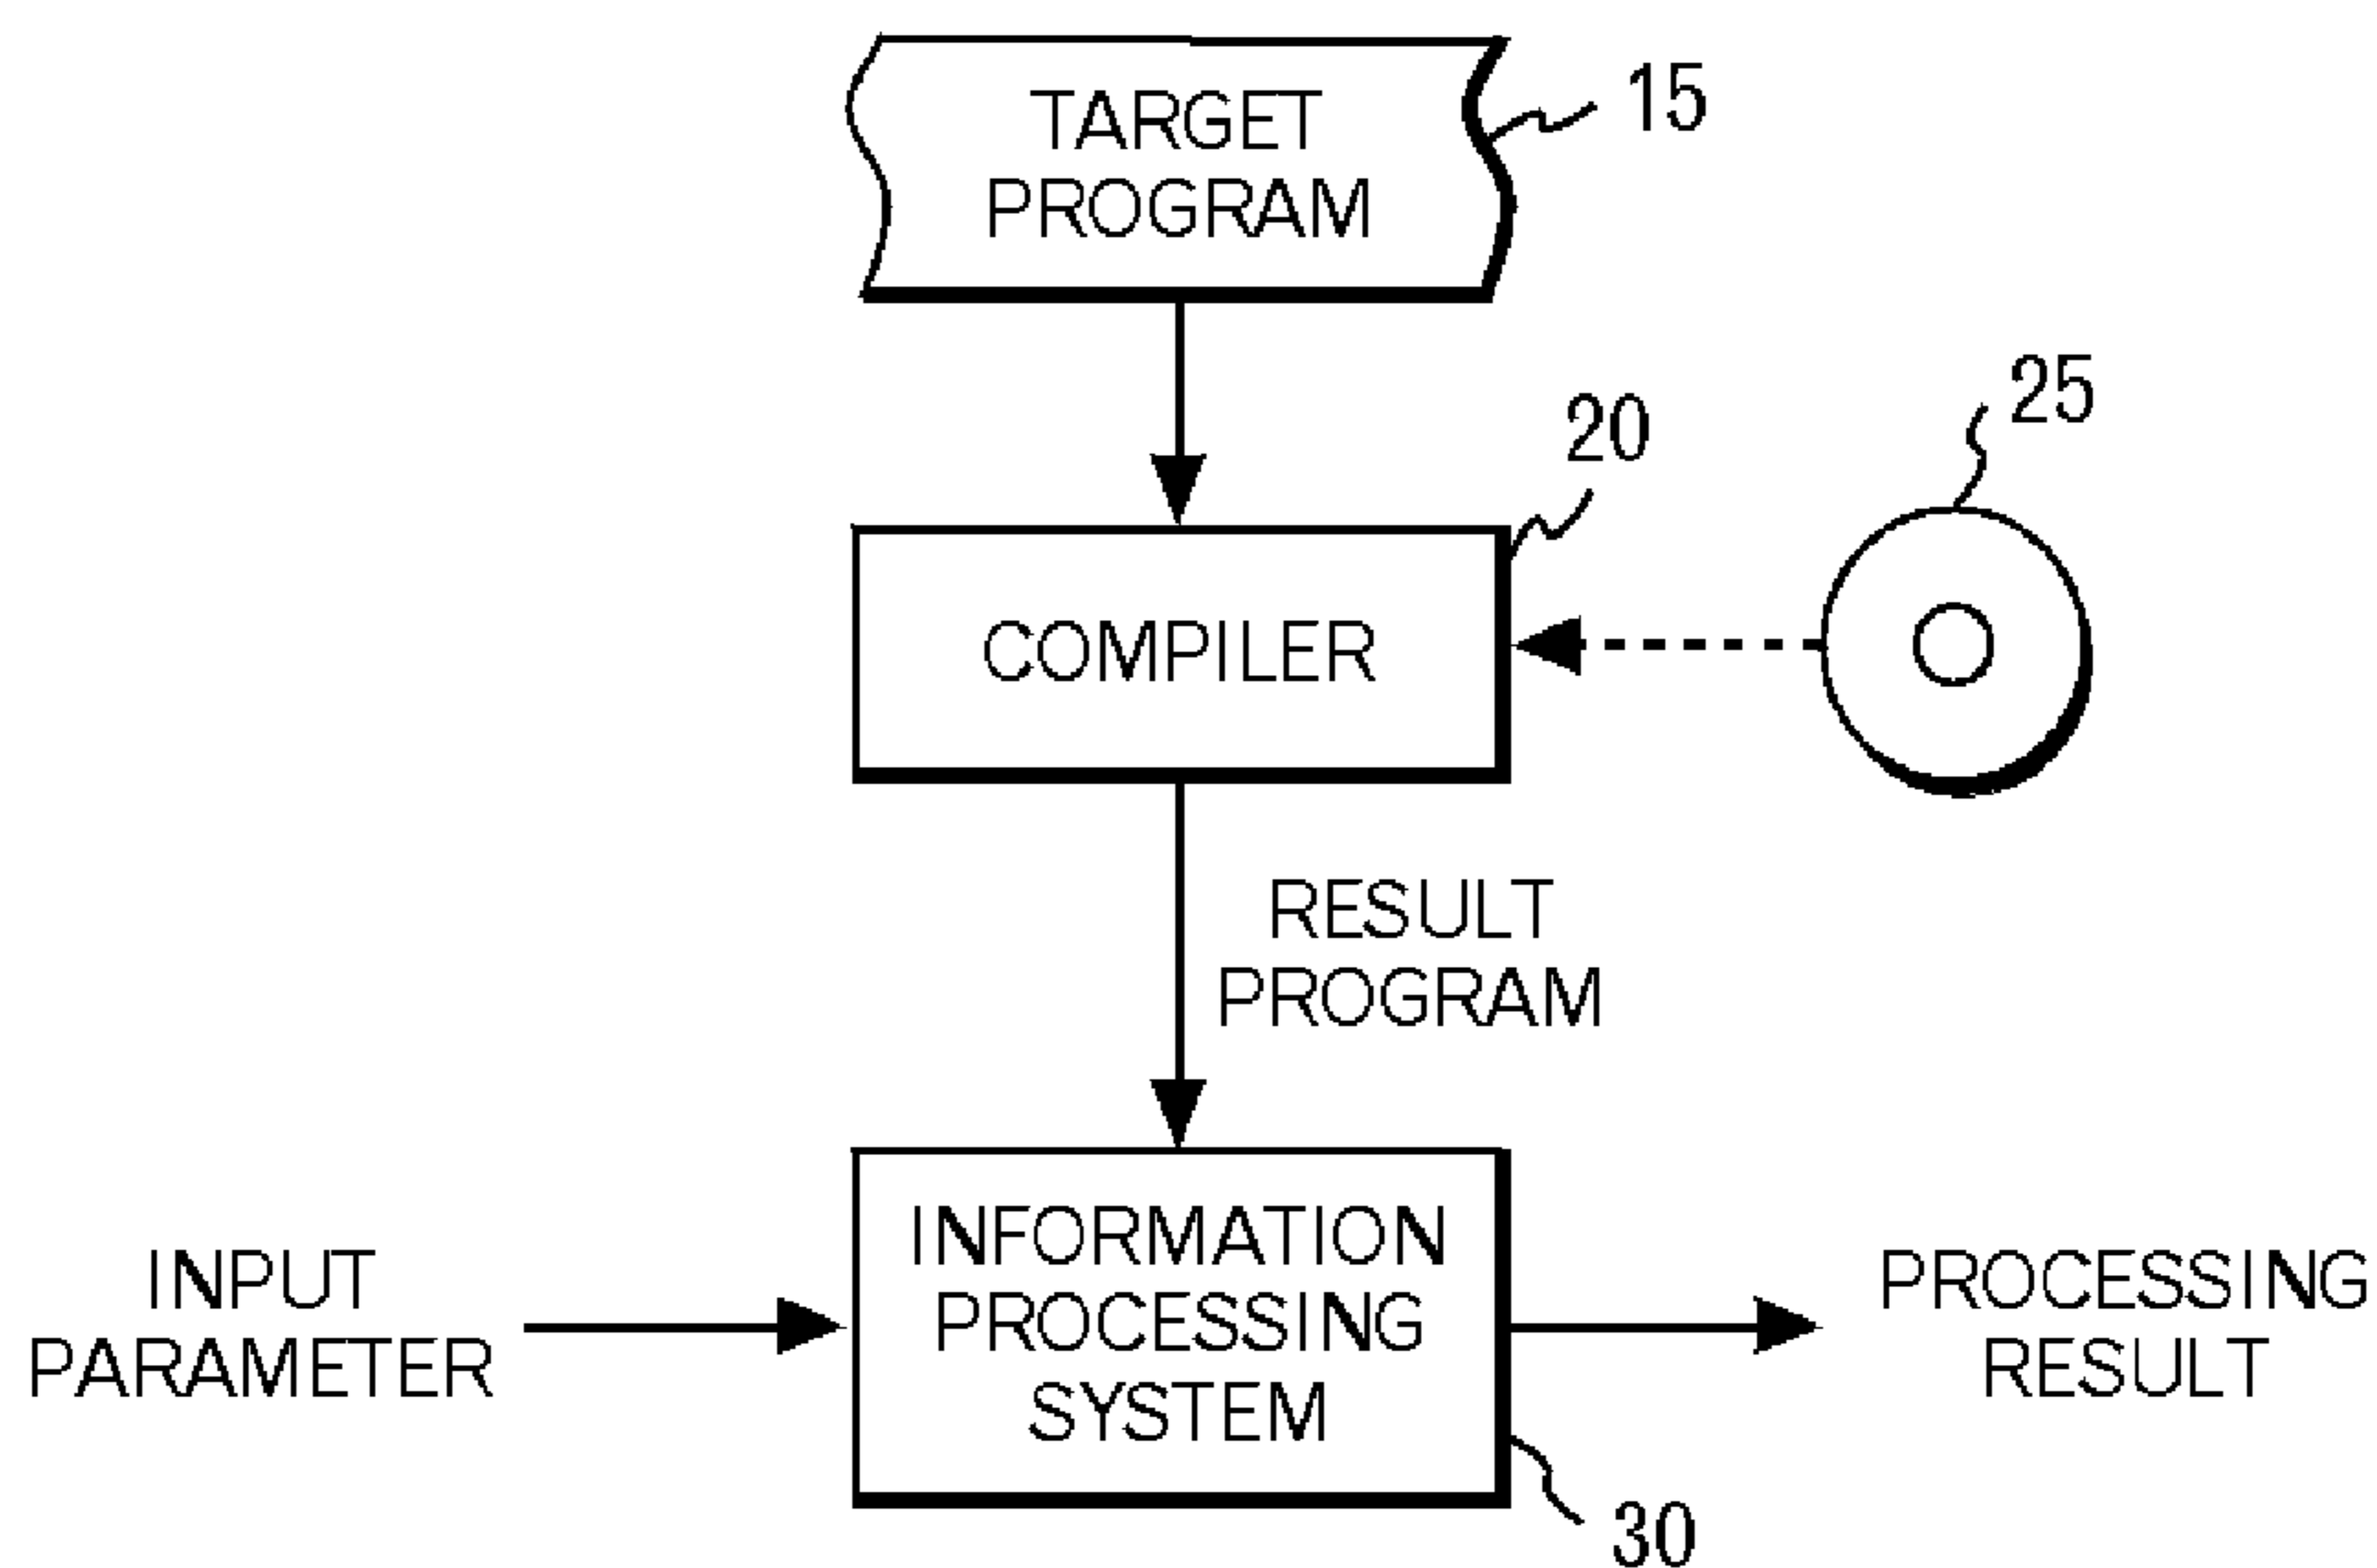 TARGET
PROGRAM
15
20
25
COMPILER
RESULT
PROGRAM
INPUT
PARAMETER
INFORMATION
PROCESSING
SYSTEM
PROCESSING
RESULT
30